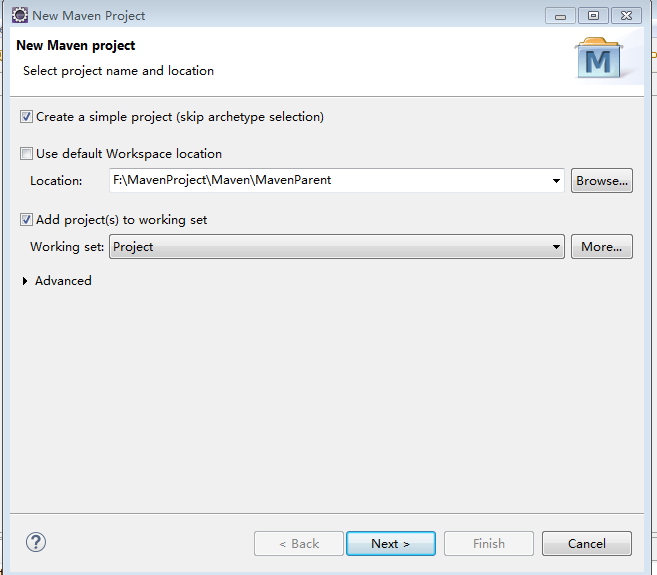 New Maven Project
New Maven project
Select project name and location
M
Create a simple project (skip archetype selection)
Use default Workspace location
Location: F:\MavenProject\Maven\MavenParent Browse...
Add project(s) to working set
Working set: Project More...
Advanced
? < Back Next > Finish Cancel